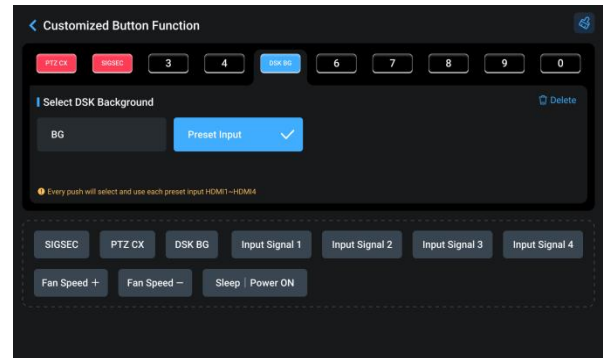 Customized Button Function
PTZ CX SIGSEC 3 4 DSK BG 6 7 8 9 0
Select DSK Background Delete
BG Preset Input
Every push will select and use each preset input HDMI1~HDMI4
SIGSEC PTZ CX DSK BG Input Signal 1 Input Signal 2 Input Signal 3 Input Signal 4
Fan Speed + Fan Speed − Sleep | Power ON